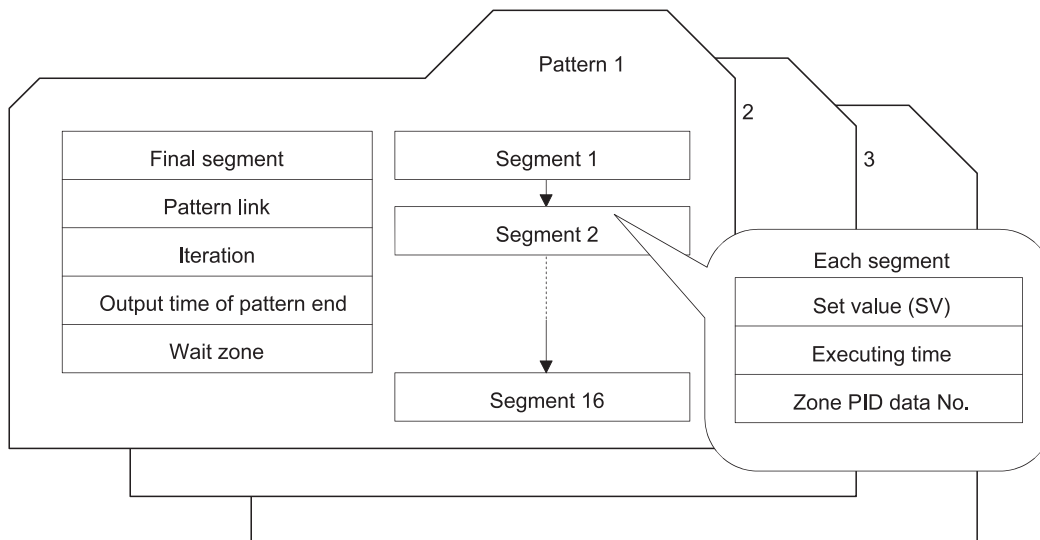 Pattern 1
2
3
Final segment
Pattern link
Iteration
Output time of pattern end
Wait zone
Segment 1
Segment 2
Segment 16
Each segment
Set value (SV)
Executing time
Zone PID data No.